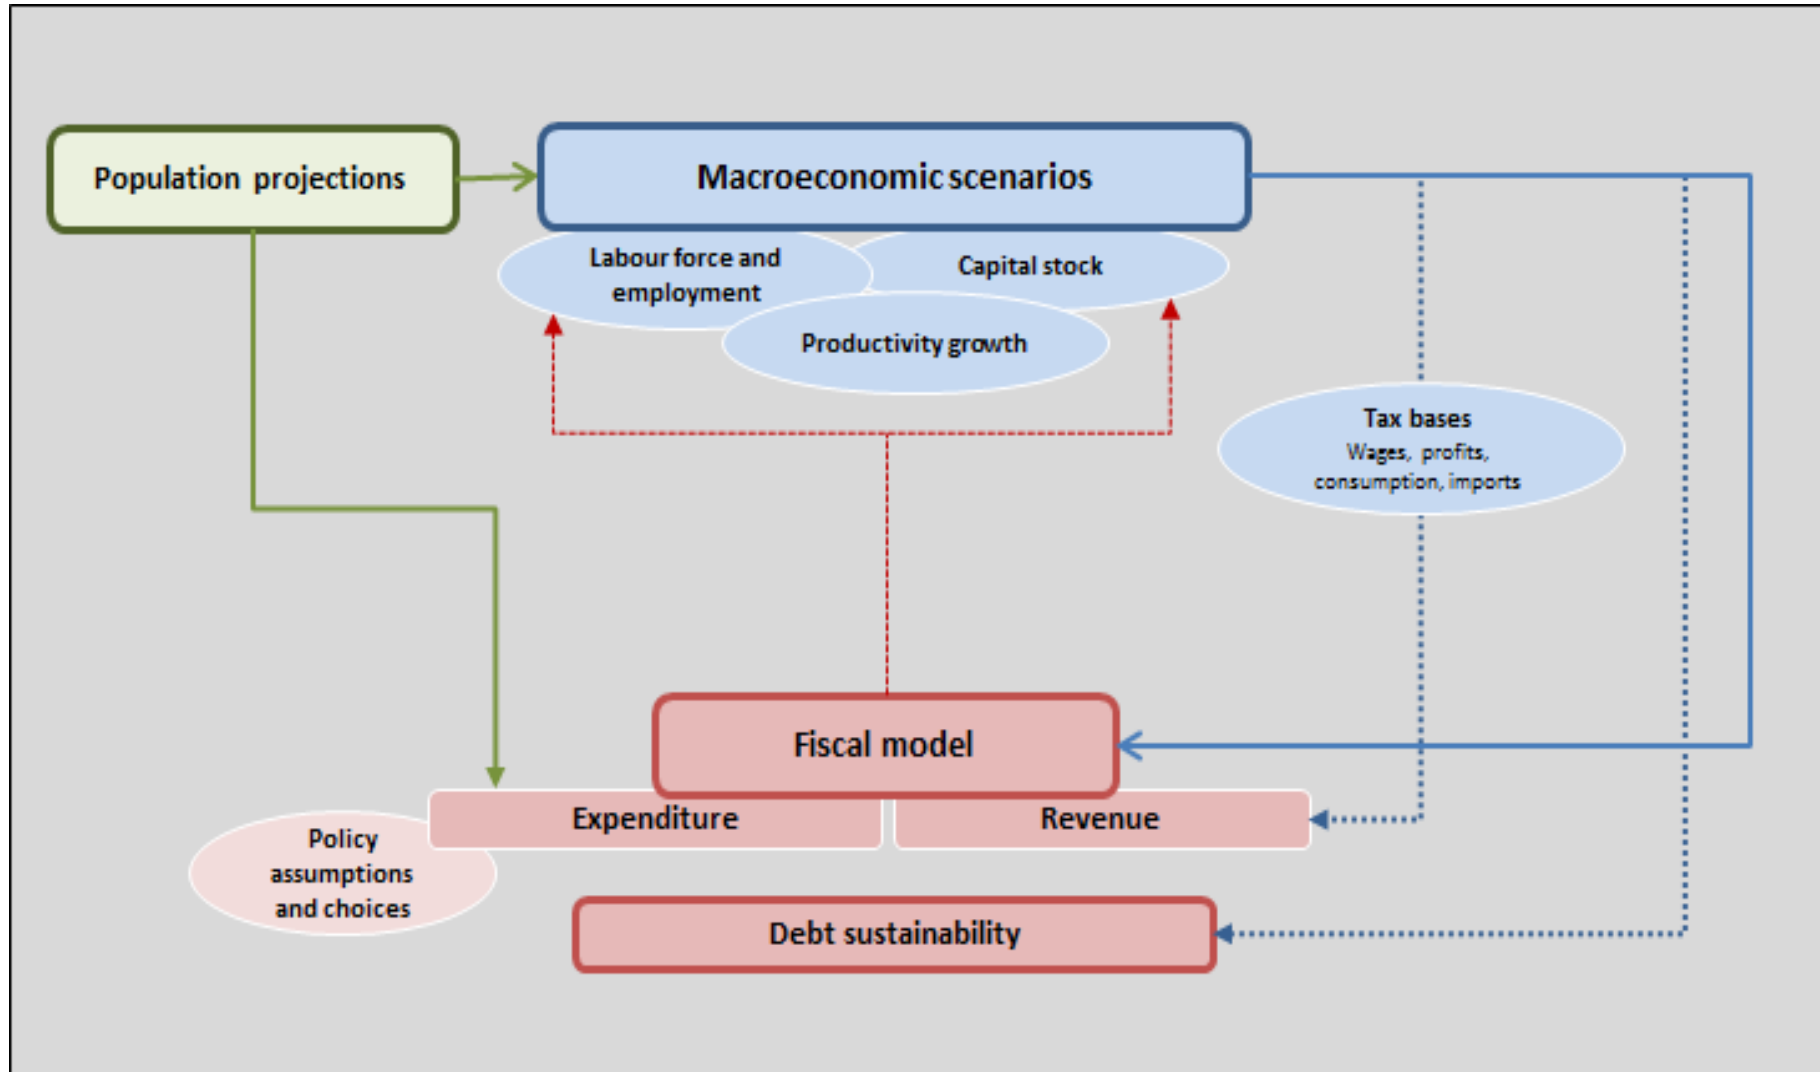 Population projections
Macroeconomic scenarios
Labour force and
employment
Capital stock
Productivity growth
Tax bases
Wages, profits,
consumption, imports
Fiscal model
Expenditure
Revenue
Policy
assumptions
and choices
Debt sustainability